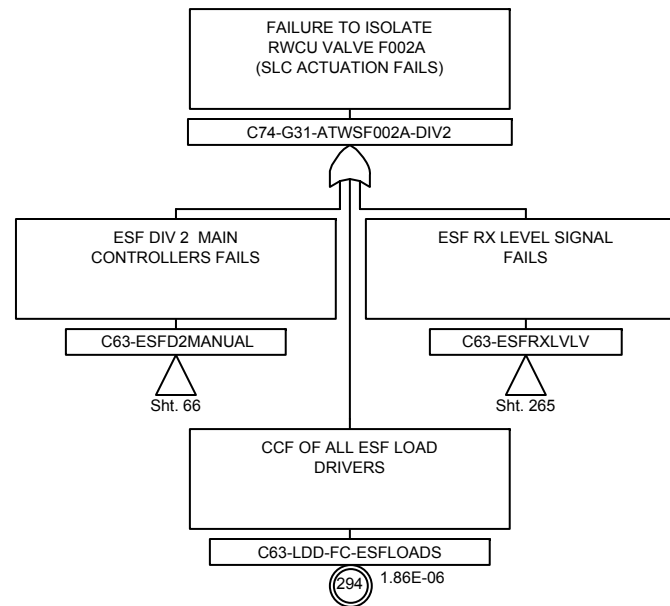 FAILURE TO ISOLATE
RWCU VALVE F002A
(SLC ACTUATION FAILS)
C74-G31-ATWSF002A-DIV2
ESF DIV 2 MAIN
CONTROLLERS FAILS
C63-ESFD2MANUAL
Sht. 66
ESF RX LEVEL SIGNAL
FAILS
C63-ESFRXLVLV
Sht. 265
CCF OF ALL ESF LOAD
DRIVERS
C63-LDD-FC-ESFLOADS
294
1.86E-06